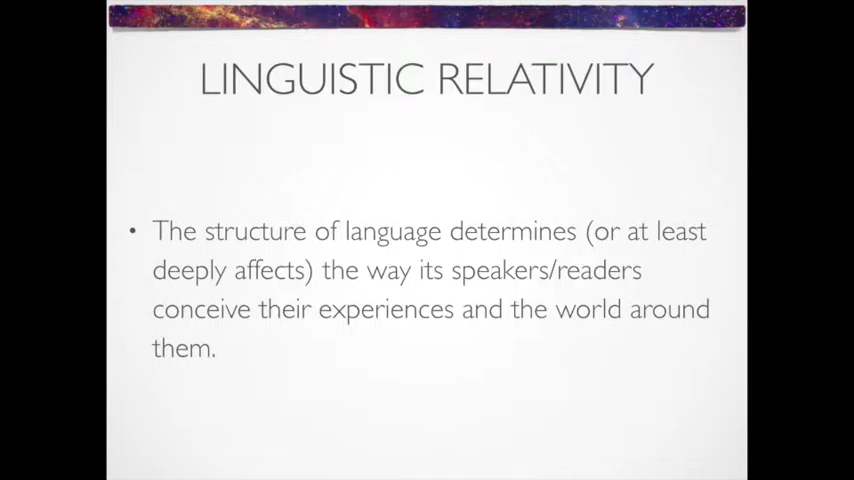 LINGUISTIC RELATIVITY
• The structure of language determines (or at least
deeply affects) the way its speakers/readers
conceive their experiences and the world around
them.